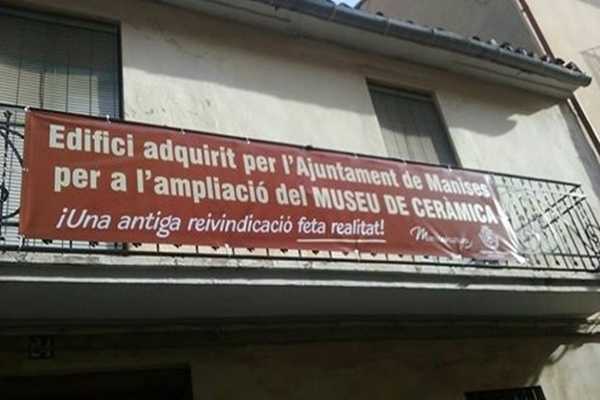 Edifici adquirit per l'Ajuntament de Manises
per a l'ampliació del MUSEU DE CERÀMICA
¡Una antiga reivindicació feta realitat!